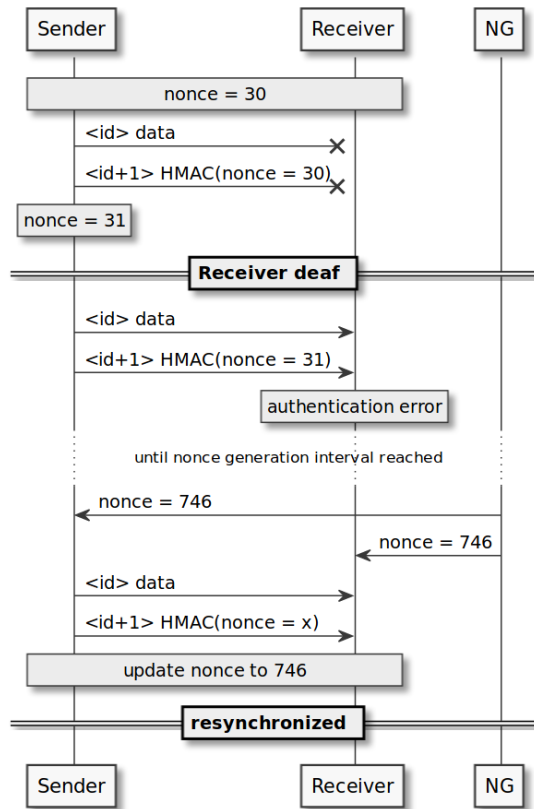 Sender
Receiver
NG
nonce = 30
<id> data
<id+1> HMAC(nonce = 30)
nonce = 31
Receiver deaf
<id> data
<id+1> HMAC(nonce = 31)
authentication error
until nonce generation interval reached
nonce = 746
nonce = 746
<id> data
<id+1> HMAC(nonce = x)
update nonce to 746
resynchronized
Sender
Receiver
NG